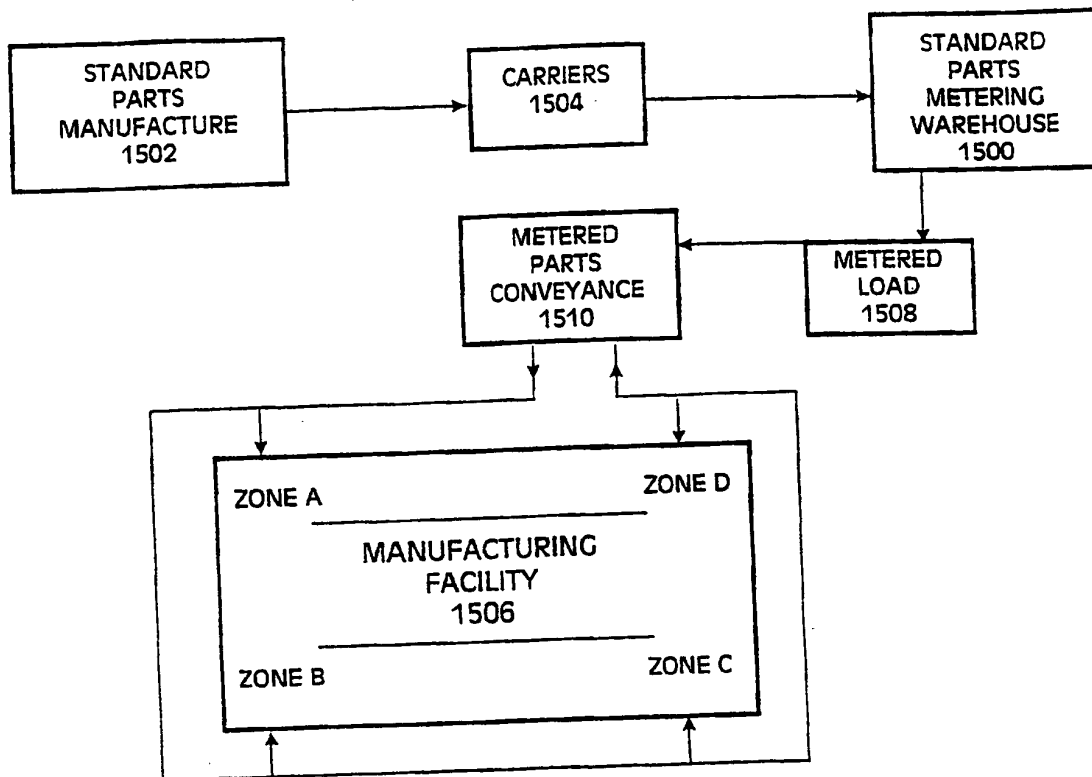 STANDARD
PARTS
MANUFACTURE
1502
CARRIERS
1504
STANDARD
PARTS
METERING
WAREHOUSE
1500
METERED
PARTS
CONVEYANCE
1510
METERED
LOAD
1508
ZONE A
ZONE D
MANUFACTURING
FACILITY
1506
ZONE B
ZONE C